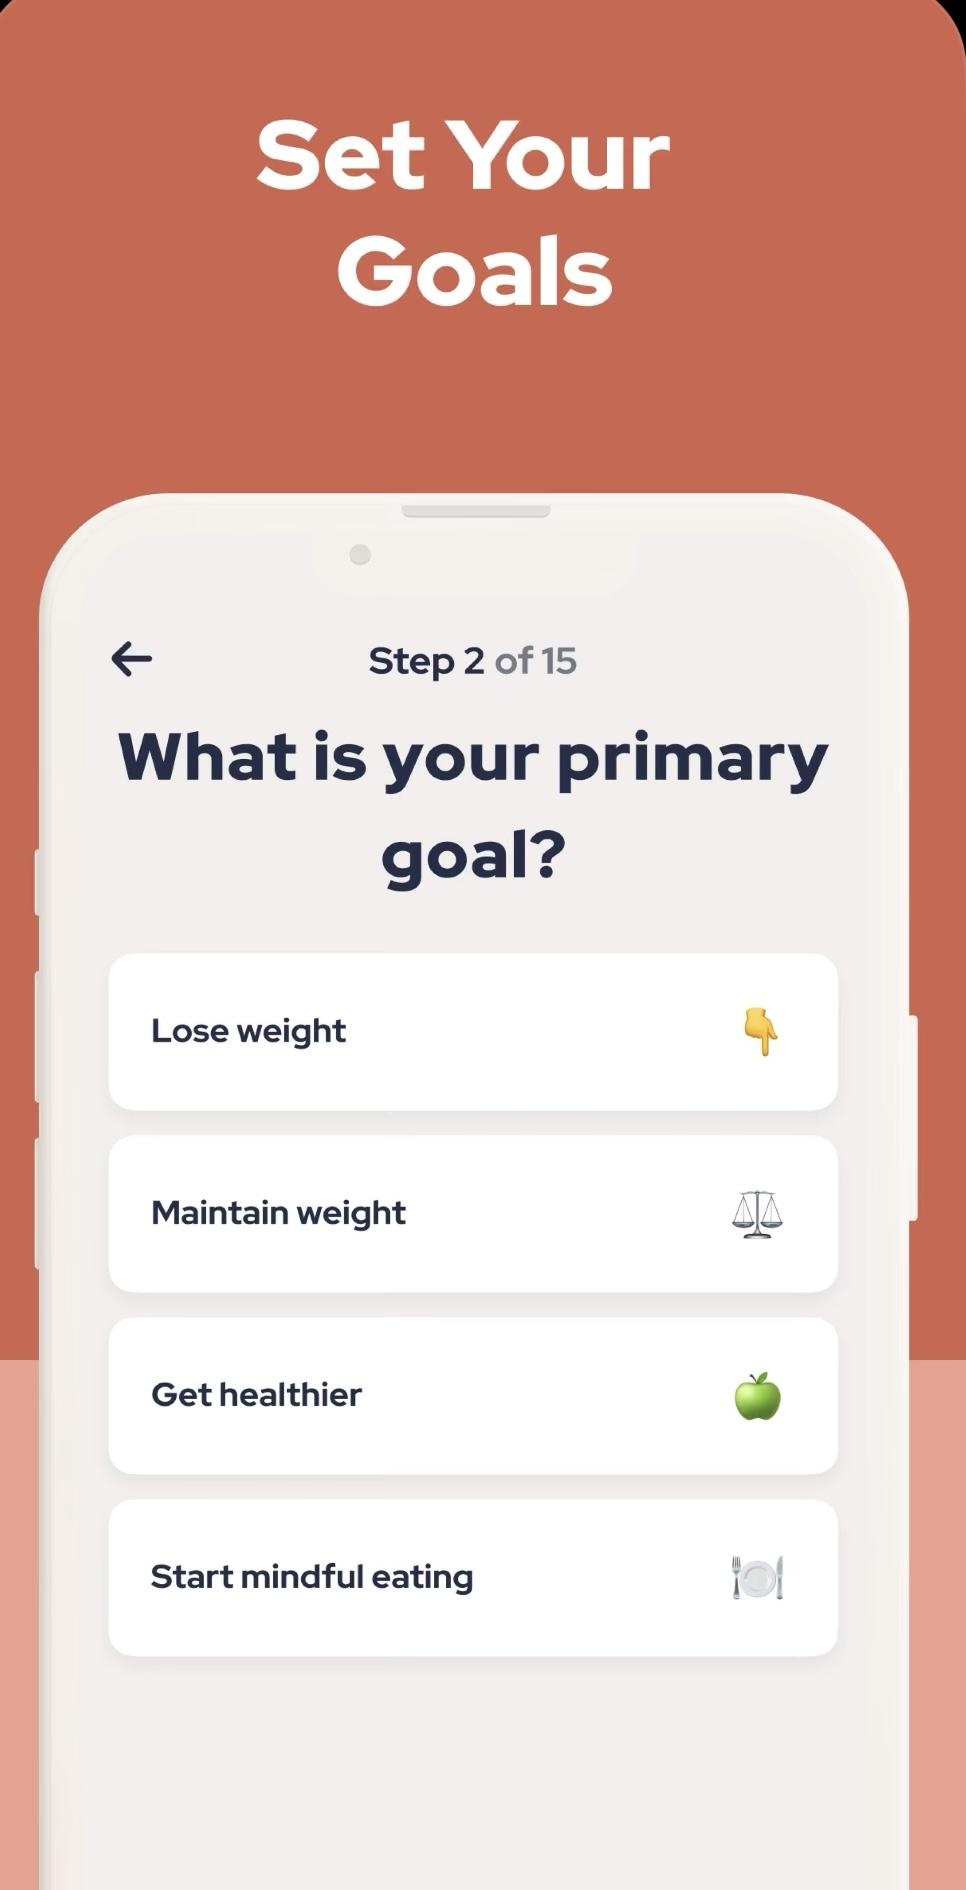 Set Your
Goals
Step 2 of 15
What is your primary
goal?
Lose weight
Maintain weight
Get healthier
Start mindful eating